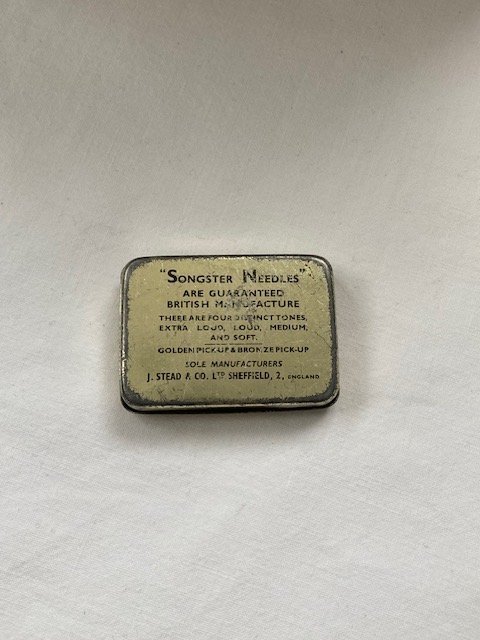 "SONGSTER NEEDLES"
ARE GUARANTEED
BRITISH MANUFACTURE
THERE ARE FOUR DISTINCT TONES,
EXTRA LOUD, LOUD, MEDIUM,
AND SOFT.
GOLDEN PICK-UP & BRONZE PICK-UP
SOLE MANUFACTURERS
J. STEAD & CO. LTD SHEFFIELD, 2, ENGLAND